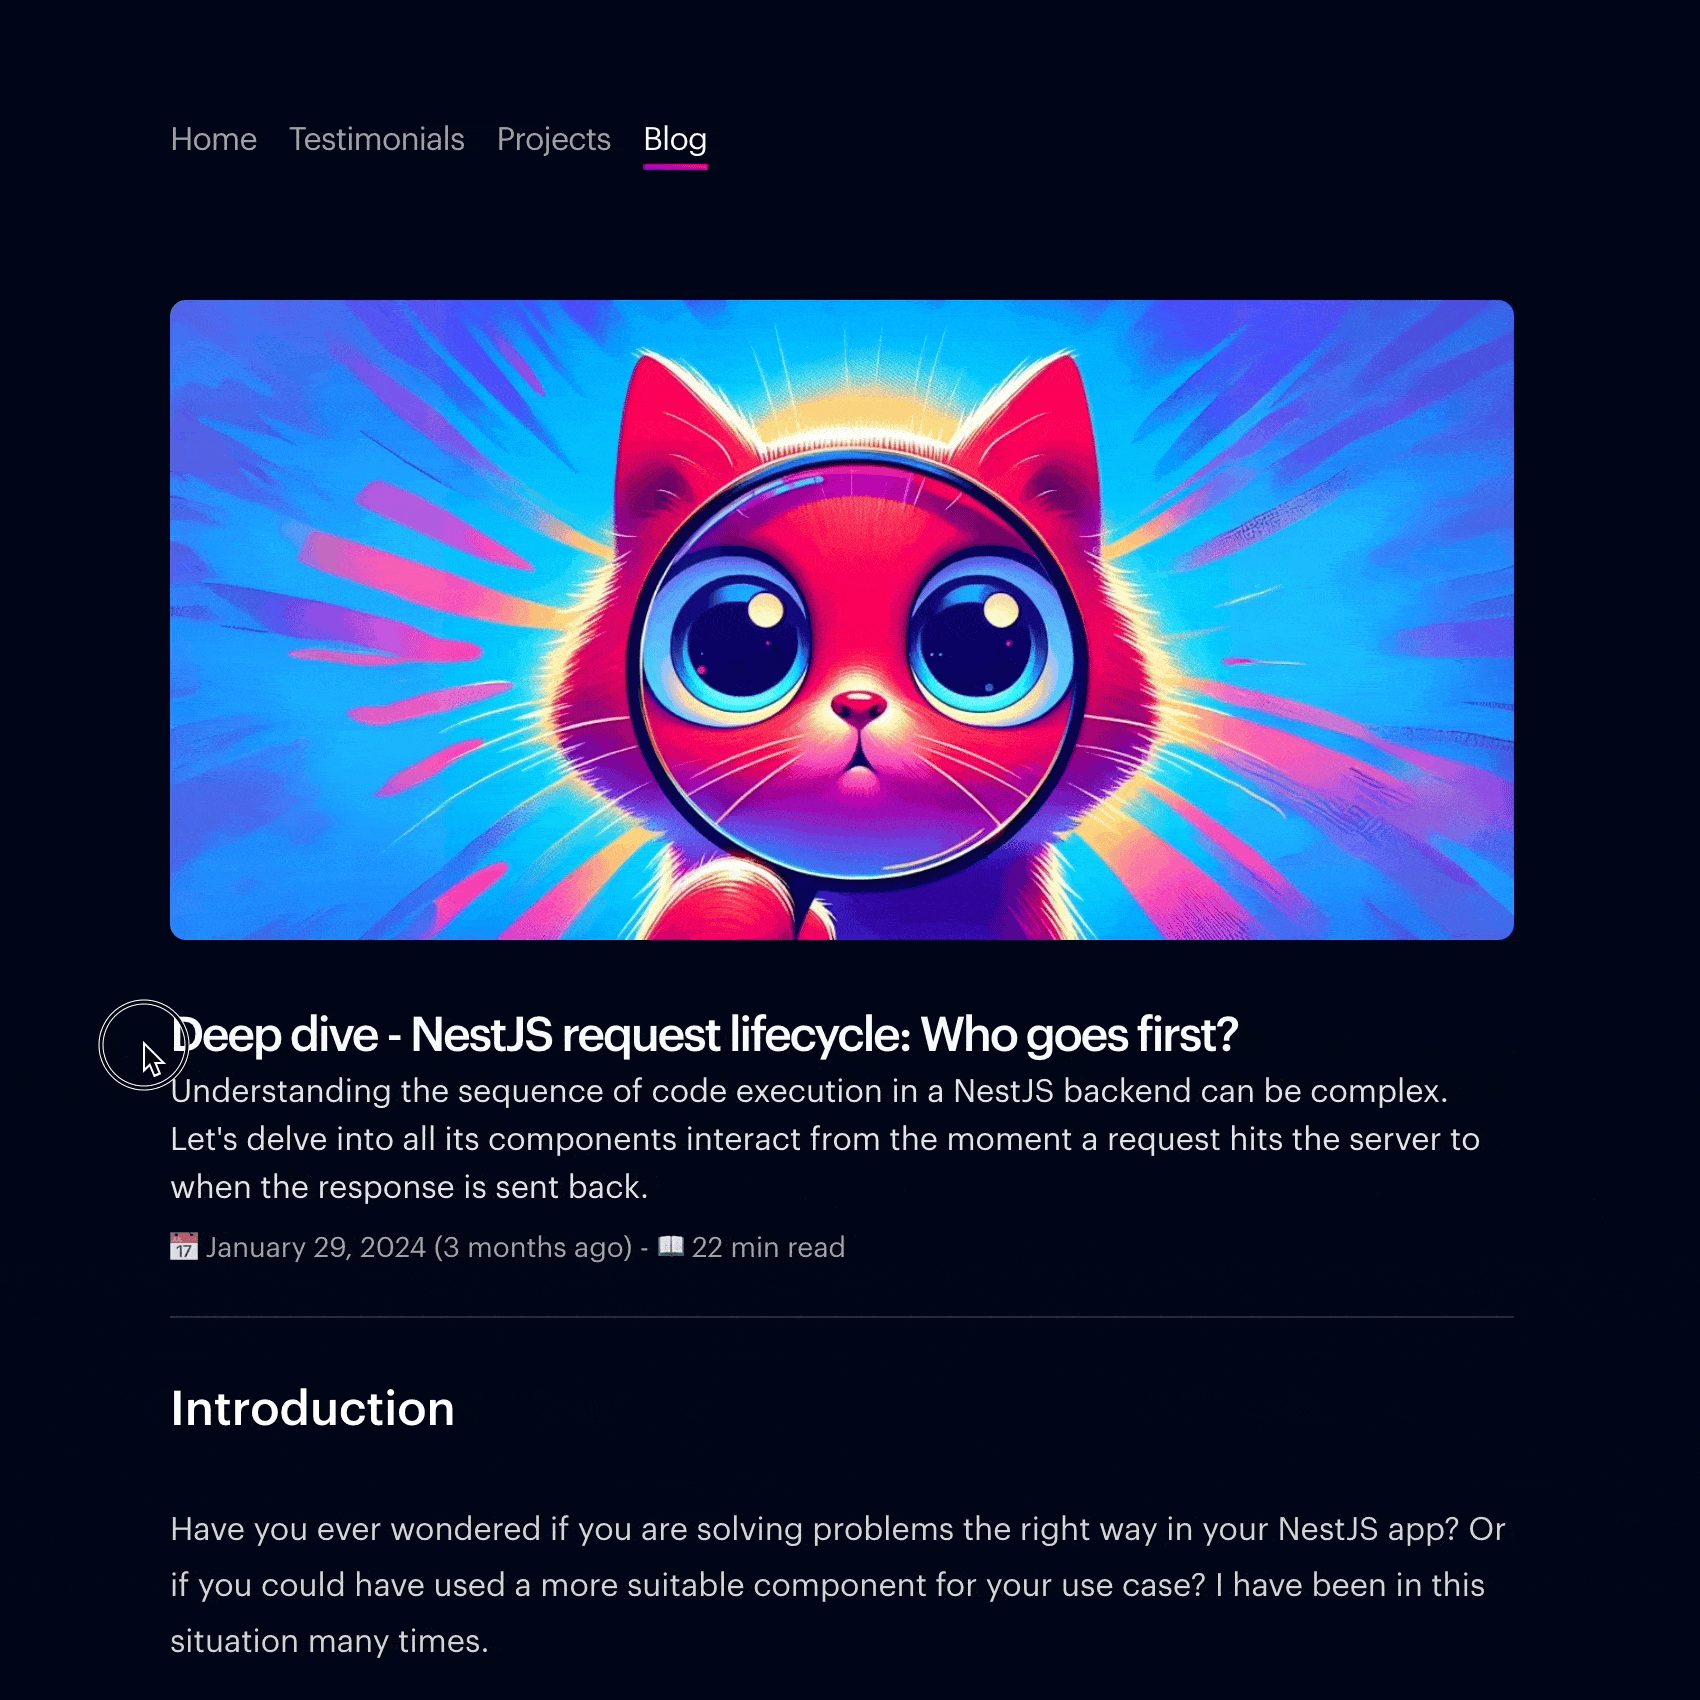 Home Testimonials Projects Blog
Deep dive - NestJS request lifecycle: Who goes first?
Understanding the sequence of code execution in a NestJS backend can be complex.
Let's delve into all its components interact from the moment a request hits the server to
when the response is sent back.
📅 January 29, 2024 (3 months ago) - 📖 22 min read
Introduction
Have you ever wondered if you are solving problems the right way in your NestJS app? Or
if you could have used a more suitable component for your use case? I have been in this
situation many times.